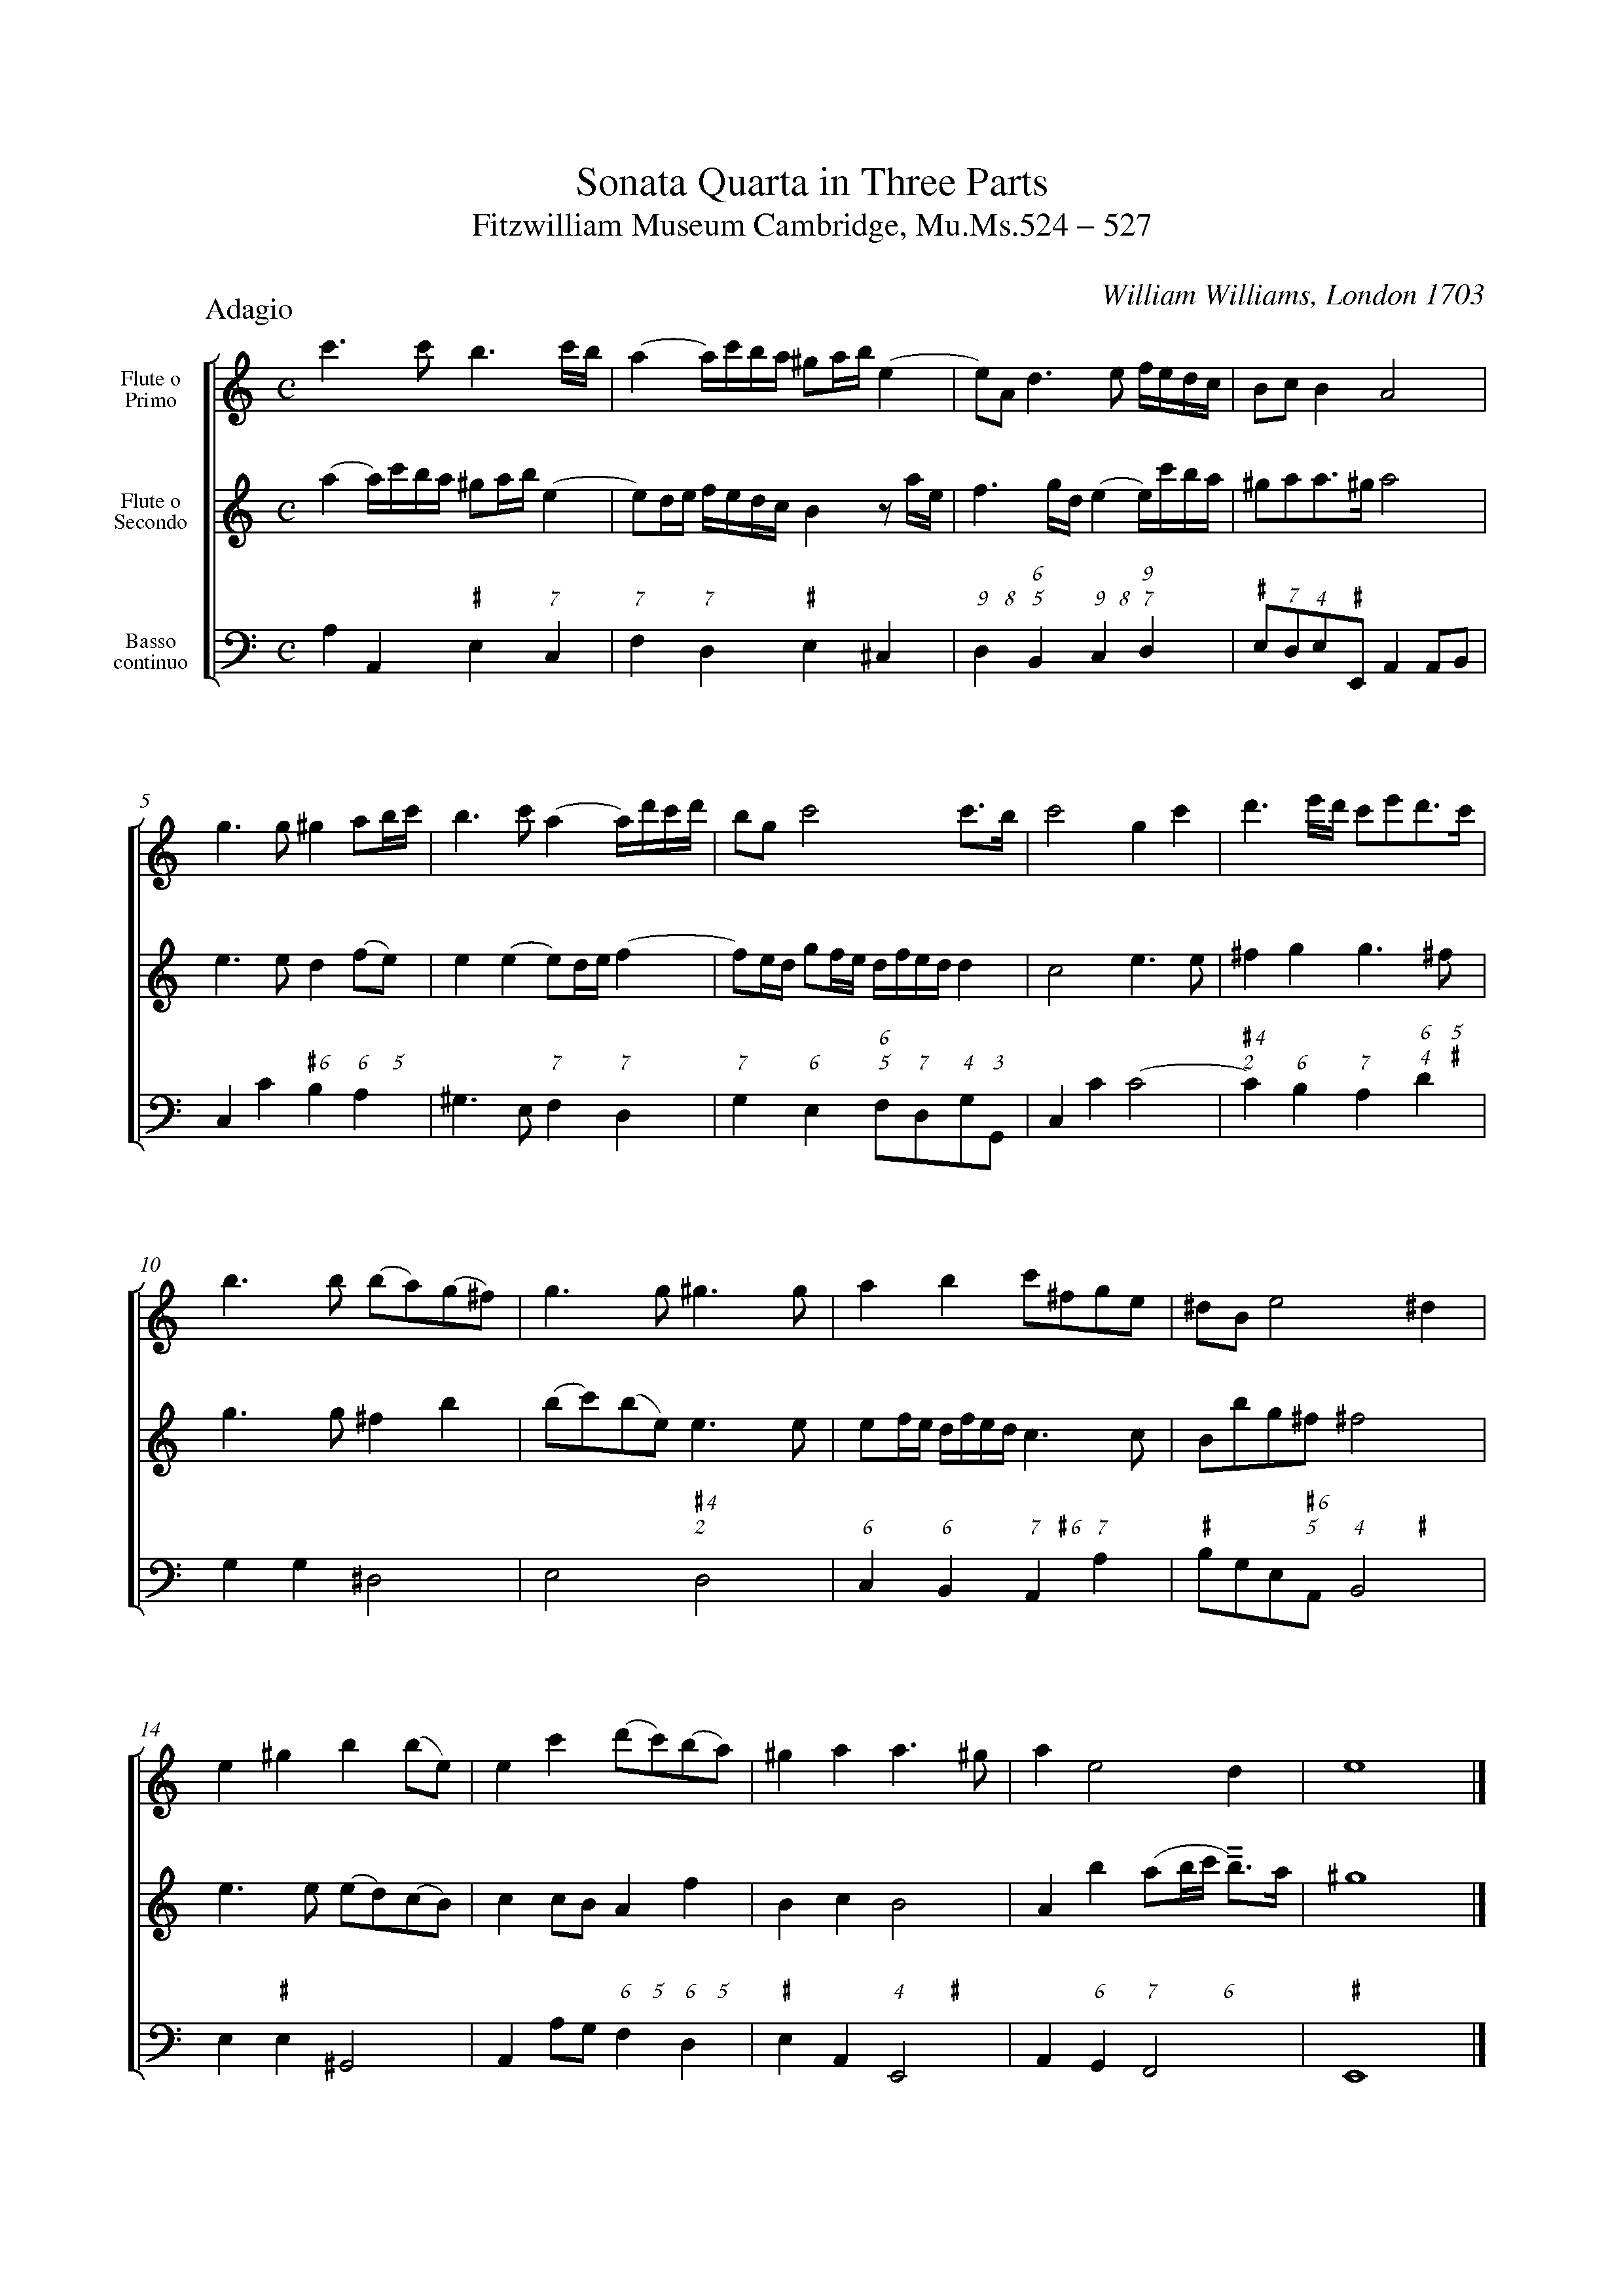 Sonata Quarta in Three Parts
Fitzwilliam Museum Cambridge, Mu.Ms.524 – 527
William Williams, London 1703
Adagio
Flute o
Primo
Flute o
Secondo
6 9
♯ 7 7 7 ♯ 9 8 5 9 8 7 ♯ 7 4 ♯
Basso
continuo
5
6 ♯4 6 5
♯6 6 5 7 7 7 6 5 7 4 3 2 6 7 4 ♯
10
♯4 ♯6
2 6 6 7 ♯6 7 ♯ 5 4 ♯
14
♯ 6 5 6 5 ♯ 4 ♯ 6 7 6 ♯